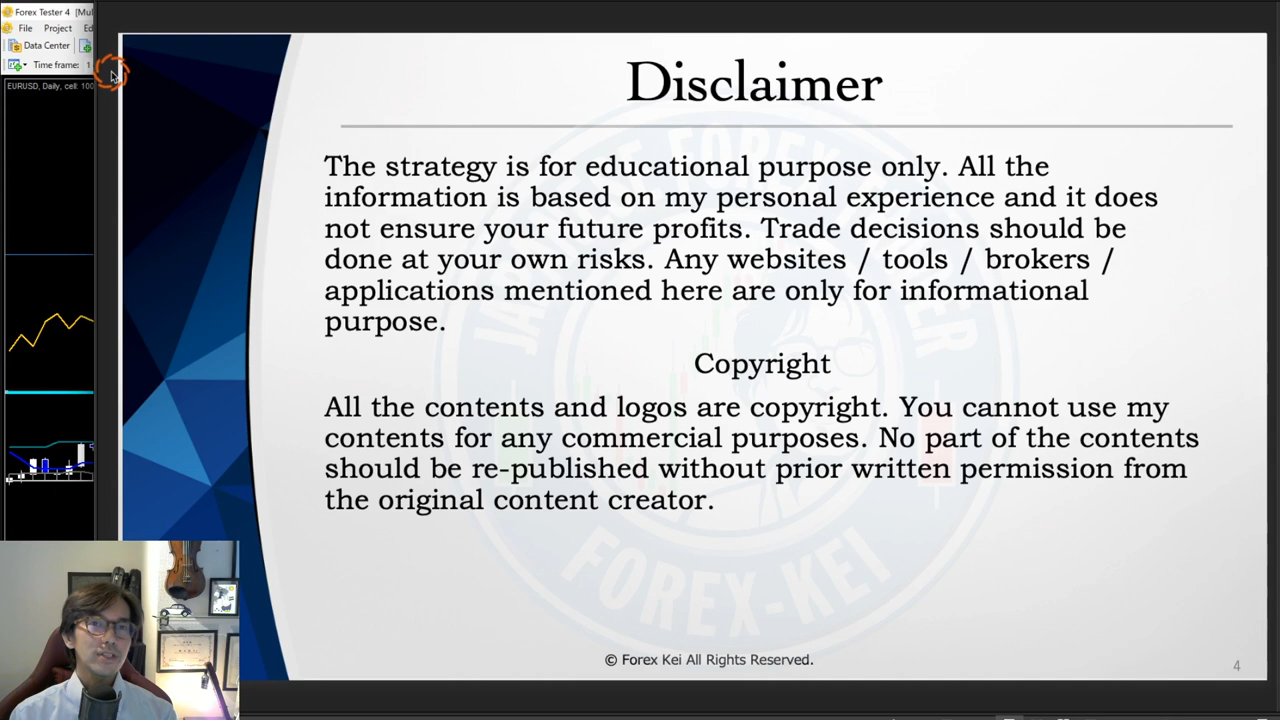 Forex Tester 4 [Mul
File Project Ed
Data Center
Time frame: 1
EURUSD, Daily, cell: 100
Disclaimer
The strategy is for educational purpose only. All the
information is based on my personal experience and it does
not ensure your future profits. Trade decisions should be
done at your own risks. Any websites / tools / brokers /
applications mentioned here are only for informational
purpose.
Copyright
All the contents and logos are copyright. You cannot use my
contents for any commercial purposes. No part of the contents
should be re-published without prior written permission from
the original content creator.
FOREX-KEI
© Forex Kei All Rights Reserved.
4